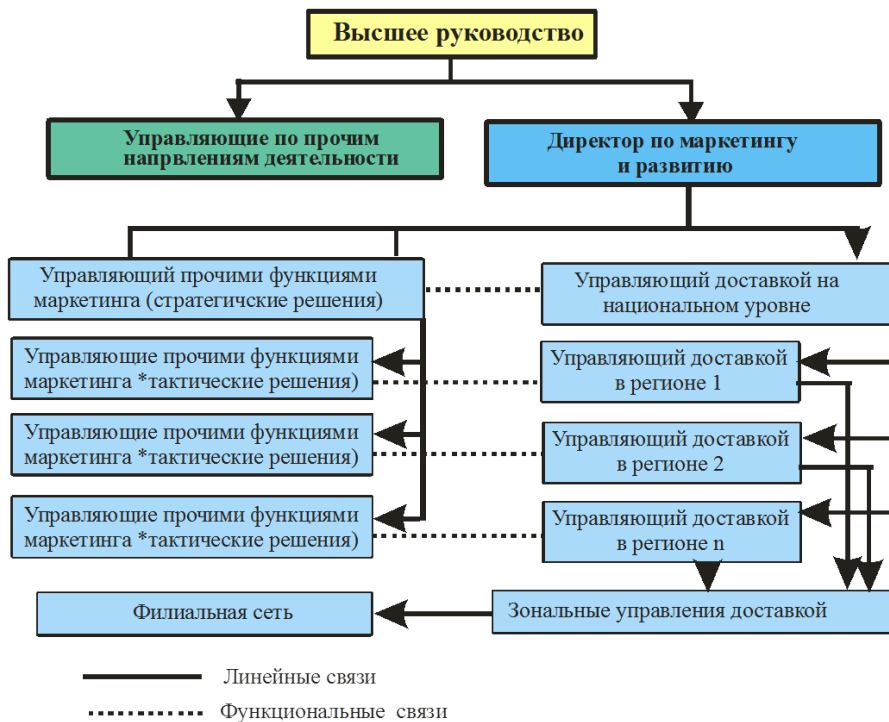 Высшее руководство
Управляющие по прочим
напрвлениям деятельности
Директор по маркетингу
и развитию
Управляющий прочими функциями
маркетинга (стратегичские решения)
Управляющий доставкой на
национальном уровне
Управляющие прочими функциями
маркетинга *тактические решения)
Управляющий доставкой
в регионе 1
Управляющие прочими функциями
маркетинга *тактические решения)
Управляющий доставкой
в регионе 2
Управляющие прочими функциями
маркетинга *тактические решения)
Управляющий доставкой
в регионе n
Филиальная сеть
Зональные управления доставкой
Линейные связи
Функциональные связи